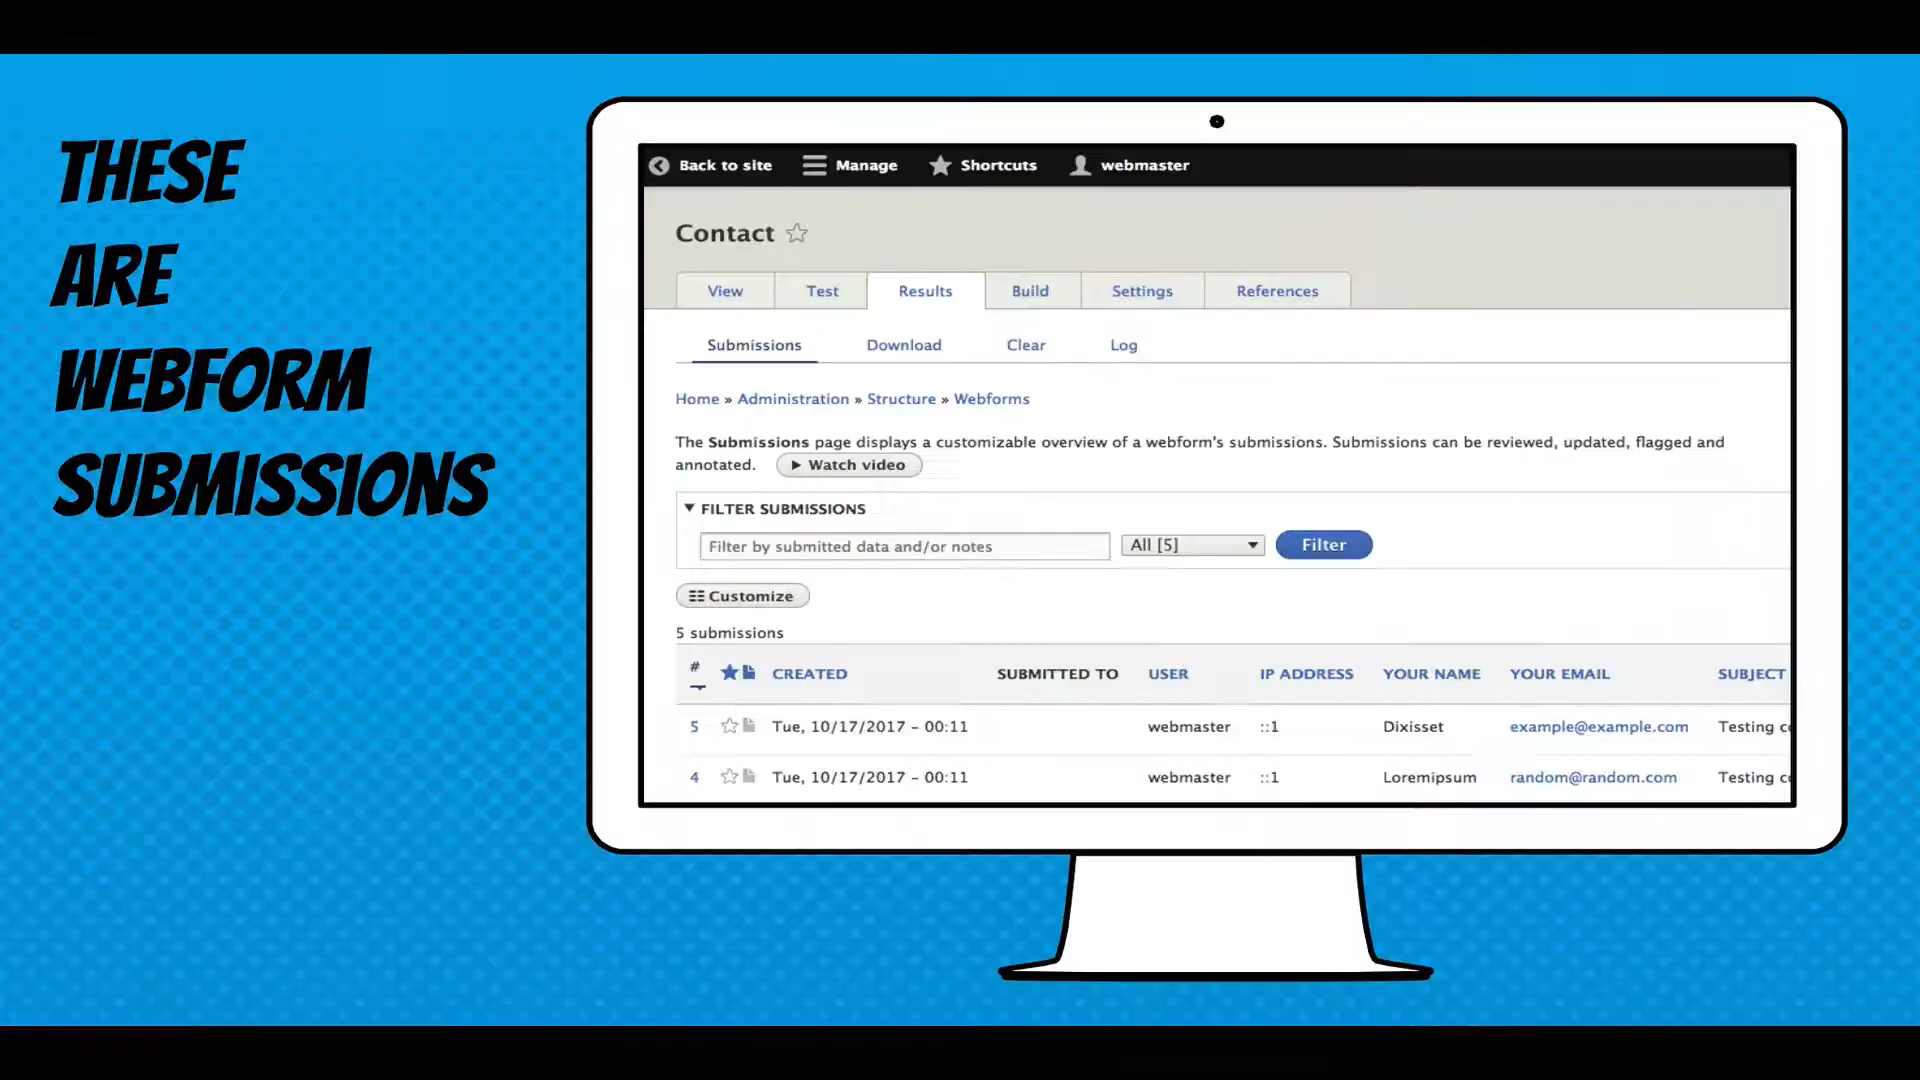 THESE
ARE
WEBFORM
SUBMISSIONS
Back to site Manage Shortcuts webmaster
Contact
View Test Results Build Settings References
Submissions Download Clear Log
Home » Administration » Structure » Webforms
The Submissions page displays a customizable overview of a webform's submissions. Submissions can be reviewed, updated, flagged and
annotated. Watch video
FILTER SUBMISSIONS
Filter by submitted data and/or notes All [5] Filter
Customize
5 submissions
# CREATED SUBMITTED TO USER IP ADDRESS YOUR NAME YOUR EMAIL SUBJECT
5 Tue, 10/17/2017 - 00:11 webmaster ::1 Dixisset example@example.com Testing
4 Tue, 10/17/2017 - 00:11 webmaster ::1 Loremipsum random@random.com Testing